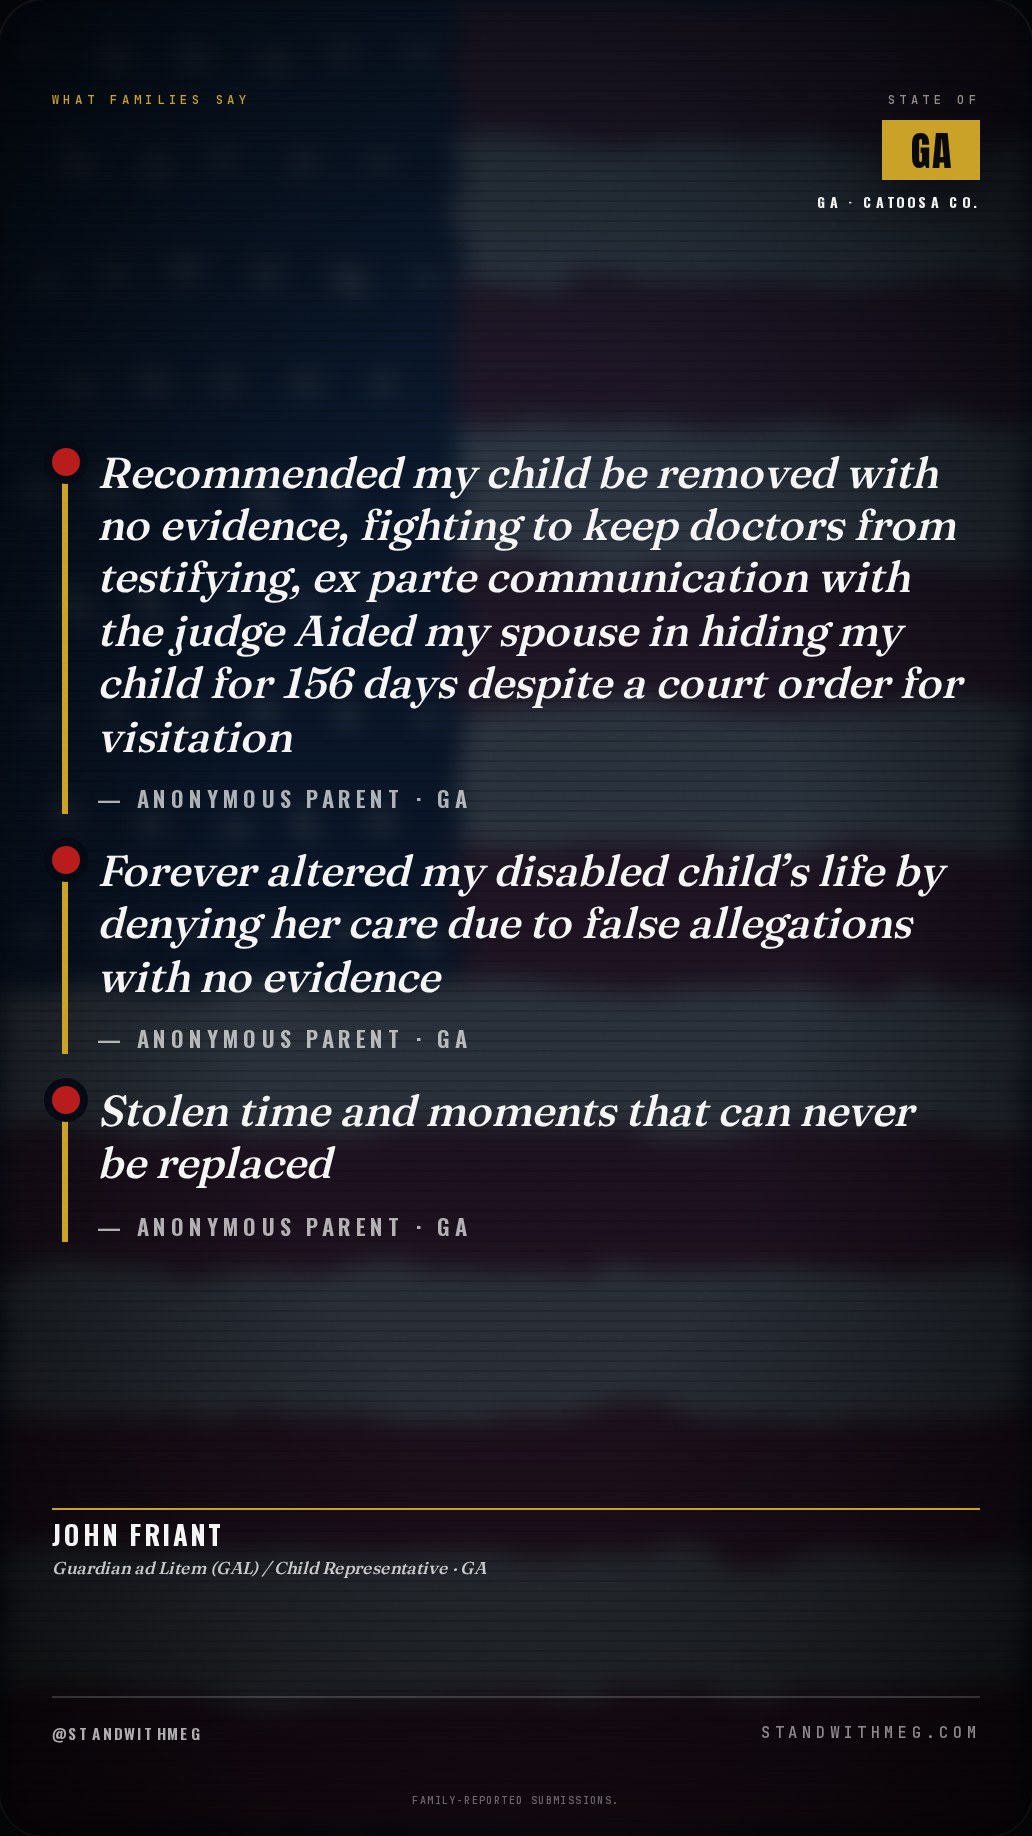 WHAT FAMILIES SAY
STATE OF
GA
GA · CATOOSA CO.
Recommended my child be removed with
no evidence, fighting to keep doctors from
testifying, ex parte communication with
the judge Aided my spouse in hiding my
child for 156 days despite a court order for
visitation
— ANONYMOUS PARENT · GA
Forever altered my disabled child’s life by
denying her care due to false allegations
with no evidence
— ANONYMOUS PARENT · GA
Stolen time and moments that can never
be replaced
— ANONYMOUS PARENT · GA
JOHN FRIANT
Guardian ad Litem (GAL) / Child Representative · GA
@STANDWITHMEG
STANDWITHMEG.COM
FAMILY-REPORTED SUBMISSIONS.